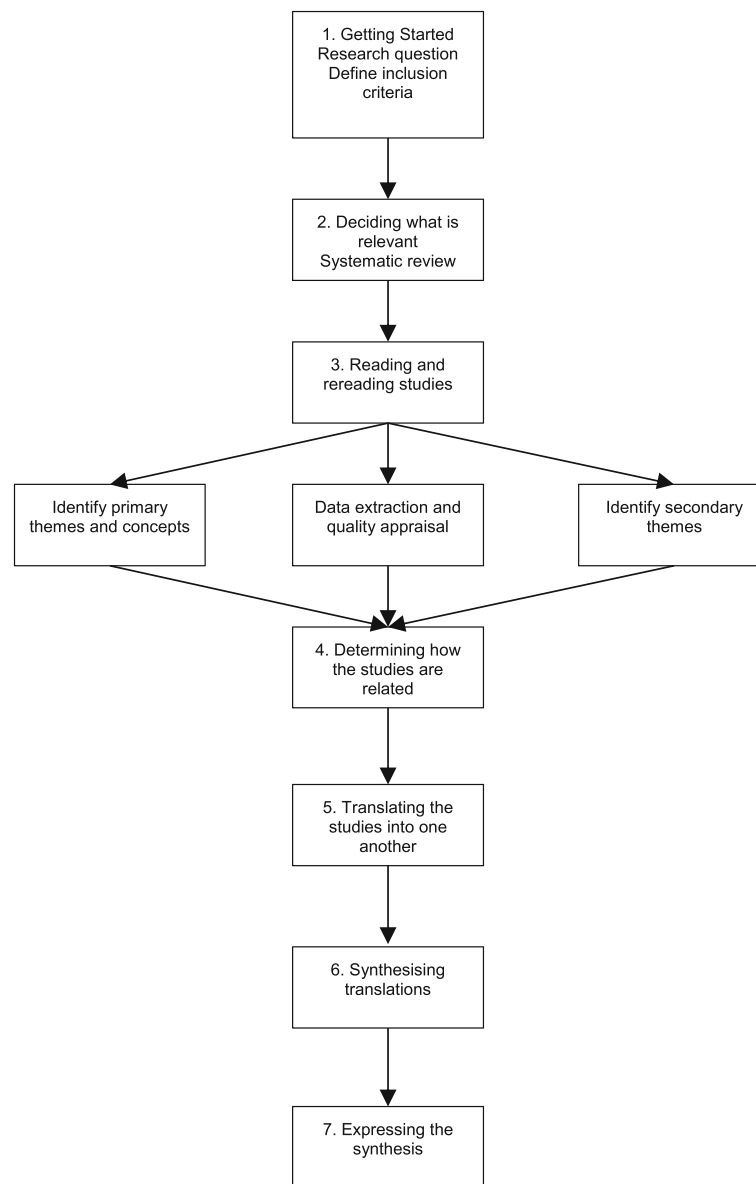 1. Getting Started
Research question
Define inclusion
criteria
2. Deciding what is
relevant
Systematic review
3. Reading and
rereading studies
Identify primary
themes and concepts
Data extraction and
quality appraisal
Identify secondary
themes
4. Determining how
the studies are
related
5. Translating the
studies into one
another
6. Synthesising
translations
7. Expressing the
synthesis